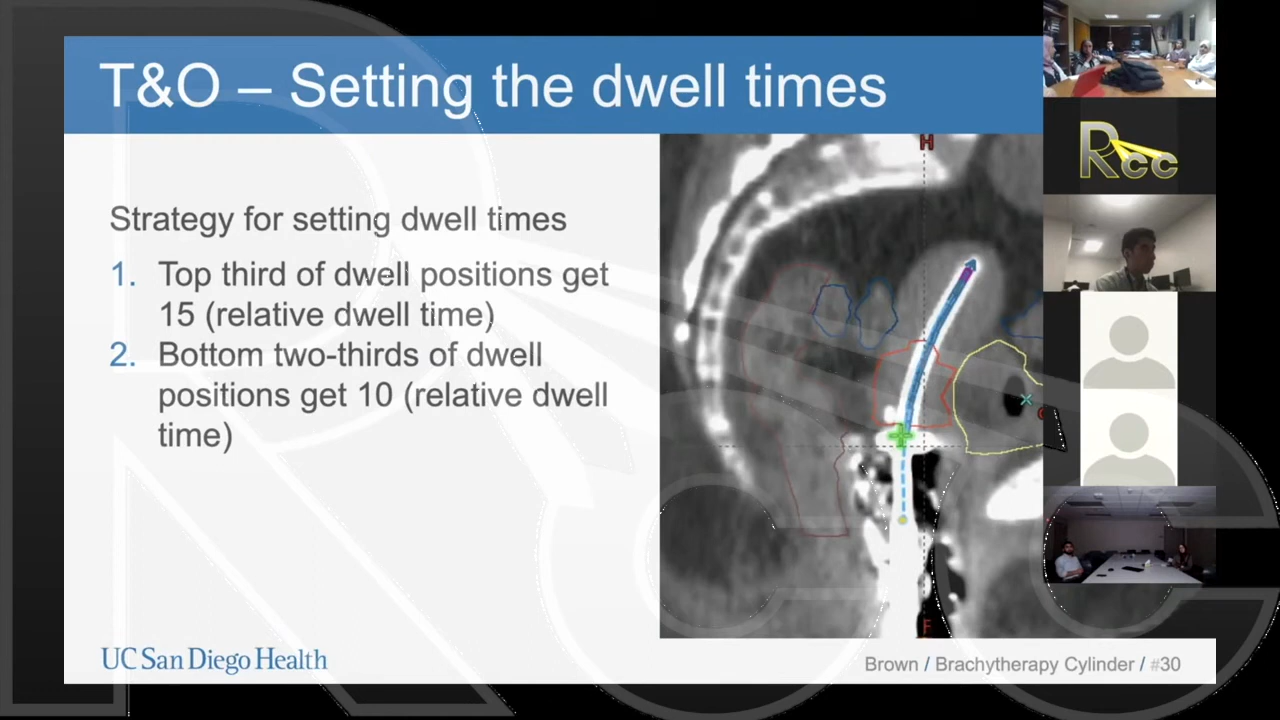 T&O – Setting the dwell times
Strategy for setting dwell times
1. Top third of dwell positions get
15 (relative dwell time)
2. Bottom two-thirds of dwell
positions get 10 (relative dwell
time)
H
F
UC San Diego Health
Brown / Brachytherapy Cylinder / #30
Rcc